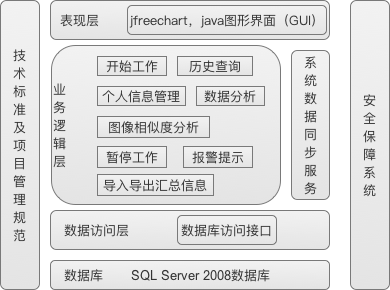 技术标准及项目管理规范
表现层
jfreechart，java图形界面（GUI）
业务逻辑层
开始工作
历史查询
个人信息管理
数据分析
图像相似度分析
暂停工作
报警提示
导入导出汇总信息
系统数据同步服务
数据访问层
数据库访问接口
数据库
SQL Server 2008数据库
安全保障系统